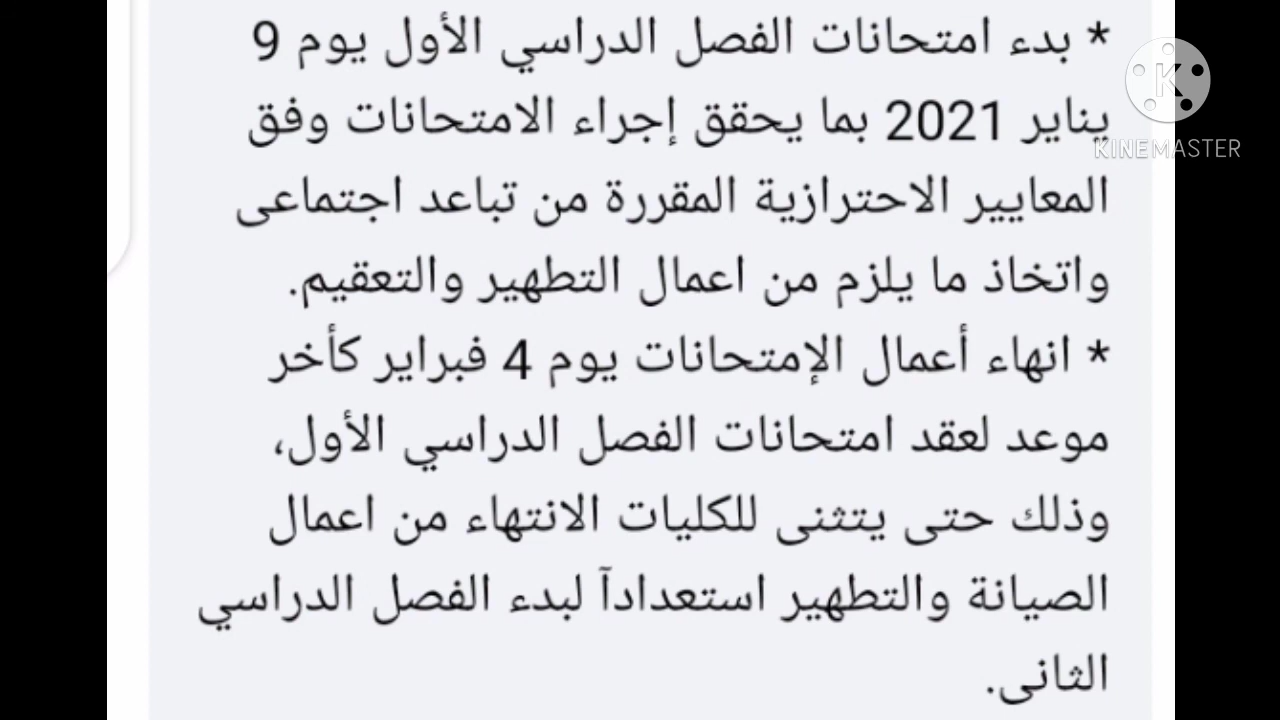 * بدء امتحانات الفصل الدراسي الأول يوم 9
يناير 2021 بما يحقق إجراء الامتحانات وفق
المعايير الاحترازية المقررة من تباعد اجتماعى
واتخاذ ما يلزم من اعمال التطهير والتعقيم.
* انهاء أعمال الإمتحانات يوم 4 فبراير كأخر
موعد لعقد امتحانات الفصل الدراسي الأول،
وذلك حتى يتثنى للكليات الانتهاء من اعمال
الصيانة والتطهير استعدادآ لبدء الفصل الدراسي
الثانى.
K
KINEMASTER